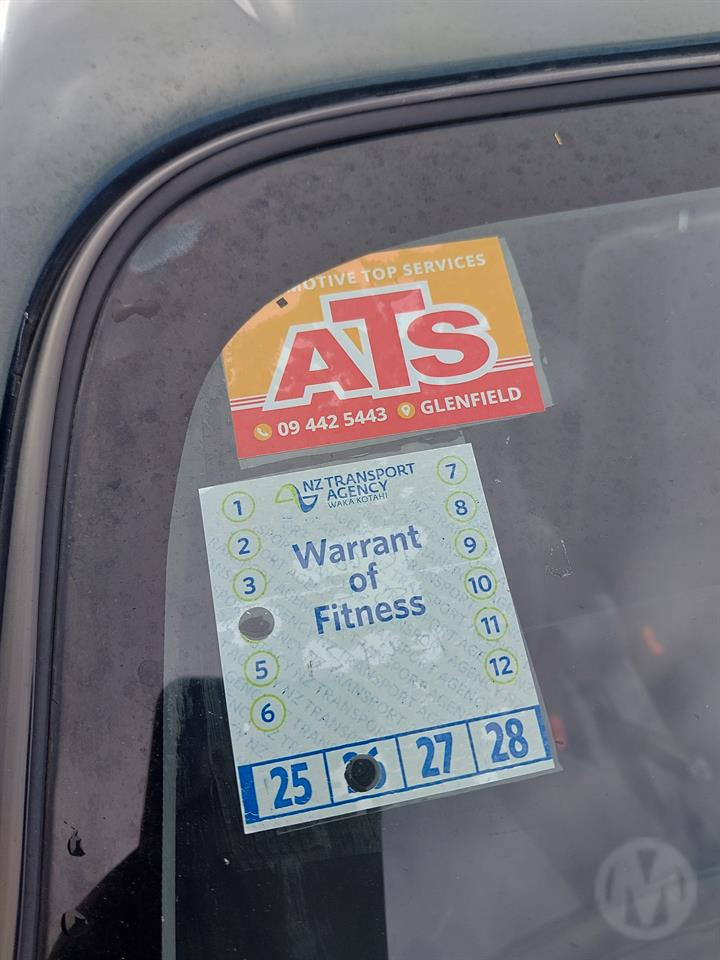 MOTIVE TOP SERVICES
ATS
09 442 5443 GLENFIELD
NZ TRANSPORT
AGENCY
WAKA KOTAHI
1 7
2 8
3 9
10
5 11
6 12
Warrant
of
Fitness
25 26 27 28
M